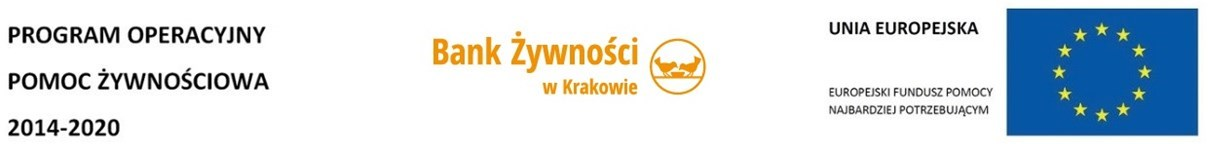 PROGRAM OPERACYJNY
POMOC ŻYWNOŚCIOWA
2014-2020
Bank Żywności
w Krakowie
UNIA EUROPEJSKA
EUROPEJSKI FUNDUSZ POMOCY
NAJBARDZIEJ POTRZEBUJĄCYM